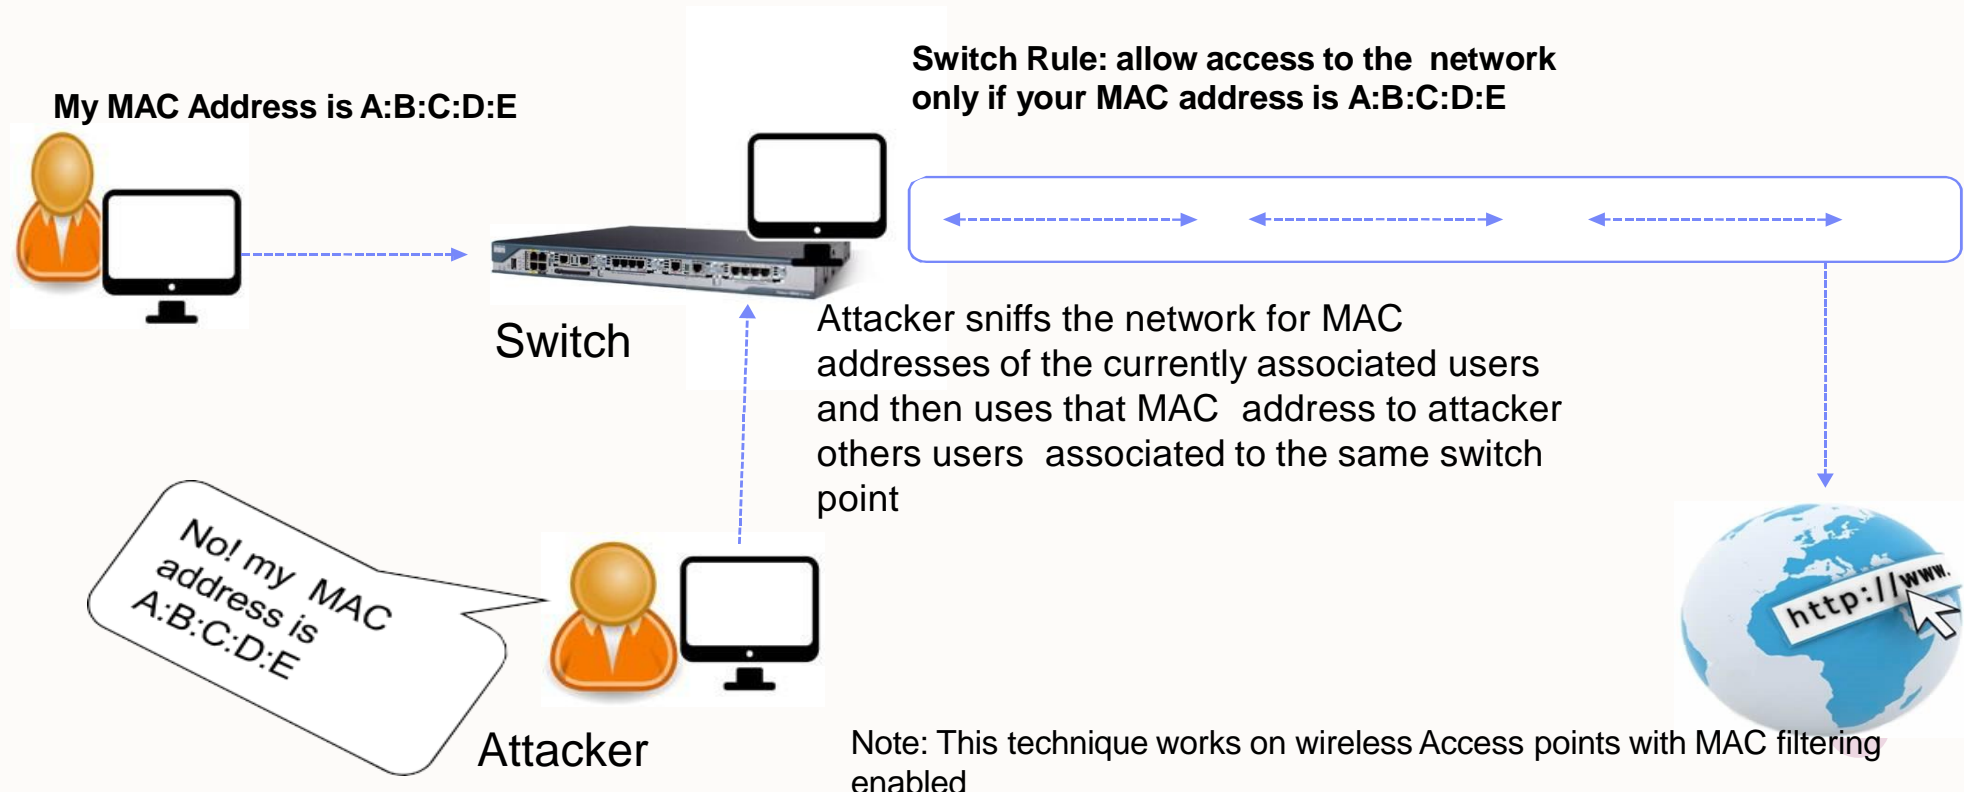 Switch Rule: allow access to the network
only if your MAC address is A:B:C:D:E
My MAC Address is A:B:C:D:E
Switch
Attacker sniffs the network for MAC
addresses of the currently associated users
and then uses that MAC address to attacker
others users associated to the same switch
point
No! my MAC
address is
A:B:C:D:E
Attacker
http://www.
Note: This technique works on wireless Access points with MAC filtering
enabled